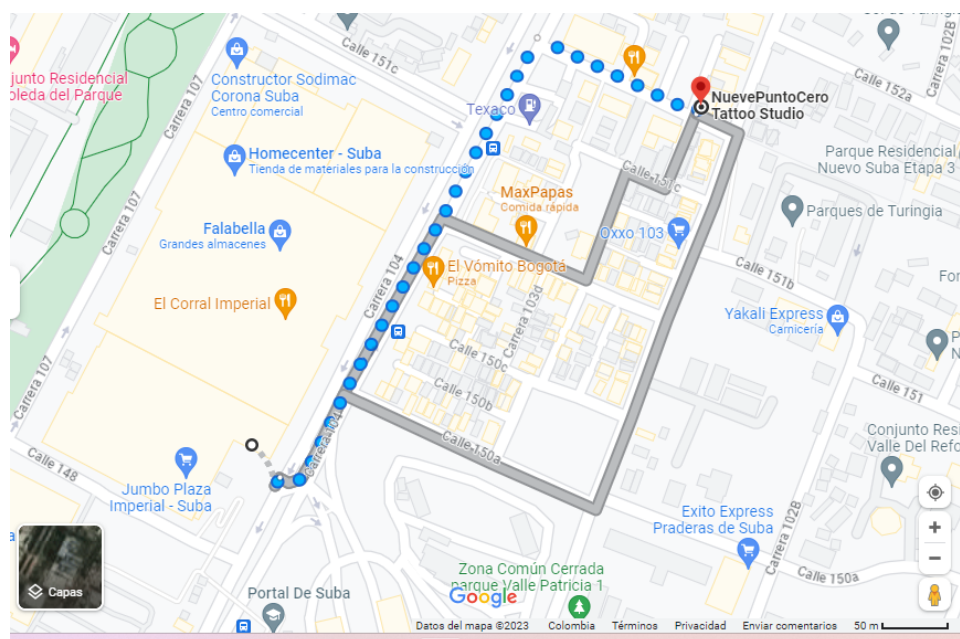 Calle 151c
Carrera 102B
Calle 152a
Constructor Sodimac
Corona Suba
Centro comercial
junto Residencial
oleda del Parque
Carrera 107
Texaco
NuevePuntoCero
Tattoo Studio
Homecenter - Suba
Tienda de materiales para la construcción
Parque Residencial
Nuevo Suba Etapa 3
Calle 151c
MaxPapas
Comida rápida
Parques de Turingia
Falabella
Grandes almacenes
Oxxo 103
Carrera 107
Carrera 104
El Vómito Bogotá
Pizza
Calle 151b
For
El Corral Imperial
Carrera 103d
Yakali Express
Carnicería
Calle 150c
Carrera 107
Calle 151
Calle 150b
Carrera 104
Calle 150a
Conjunto Resi
Valle Del Refo
Calle 148
Jumbo Plaza
Imperial - Suba
Exito Express
Praderas de Suba
Carrera 102B
Zona Común Cerrada
parque Valle Patricia 1
Calle 150a
Capas
Portal De Suba
Google
Datos del mapa ©2023 Colombia Términos Privacidad Enviar comentarios 50 m